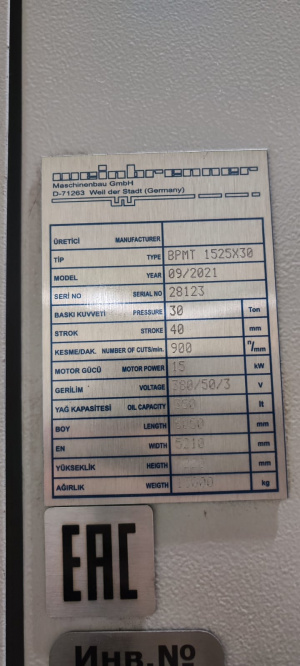 Maschinenbau GmbH
D-71263 Weil der Stadt (Germany)
ÜRETİCİ MANUFACTURER
TİP TYPE BPMT 1525X30
MODEL YEAR 09/2021
SERİ NO SERIAL NO 28123
BASKI KUVVETİ PRESSURE 30 Ton
STROK STROKE 40 mm
KESME/DAK. NUMBER OF CUTS/min. 900 n/mm
MOTOR GÜCÜ MOTOR POWER 15 kW
GERİLİM VOLTAGE 380/50/3 V
YAĞ KAPASİTESİ OIL CAPACITY lt
BOY LENGTH mm
EN WIDTH 5210 mm
YÜKSEKLİK HEIGTH mm
AĞIRLIK WEIGTH kg
EAC
Инв.№